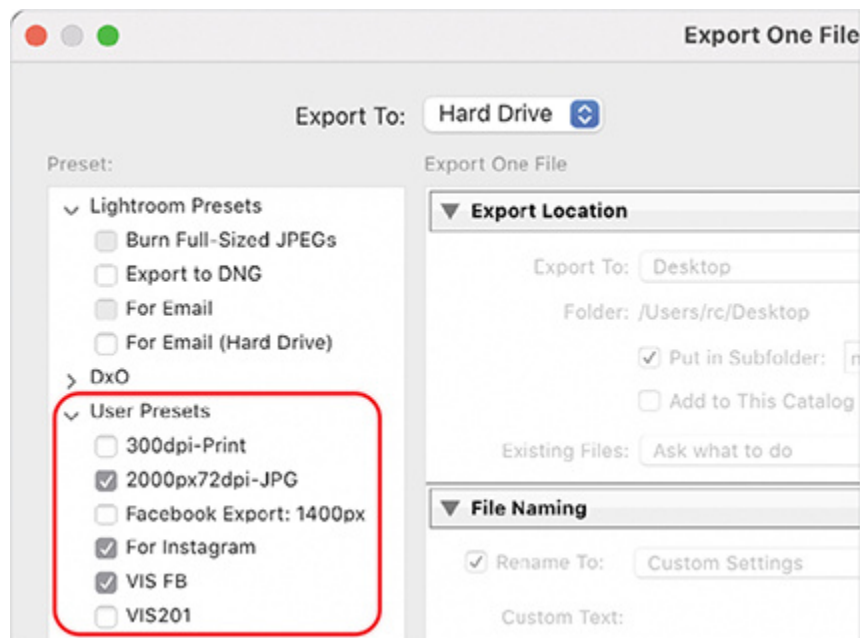 Export One File
Export To: Hard Drive
Preset:
Lightroom Presets
Burn Full-Sized JPEGs
Export to DNG
For Email
For Email (Hard Drive)
DxO
User Presets
300dpi-Print
2000px72dpi-JPG
Facebook Export: 1400px
For Instagram
VIS FB
VIS201
Export One File
Export Location
Export To: Desktop
Folder: /Users/rc/Desktop
Put in Subfolder:
Add to This Catalog
Existing Files: Ask what to do
File Naming
Rename To: Custom Settings
Custom Text: